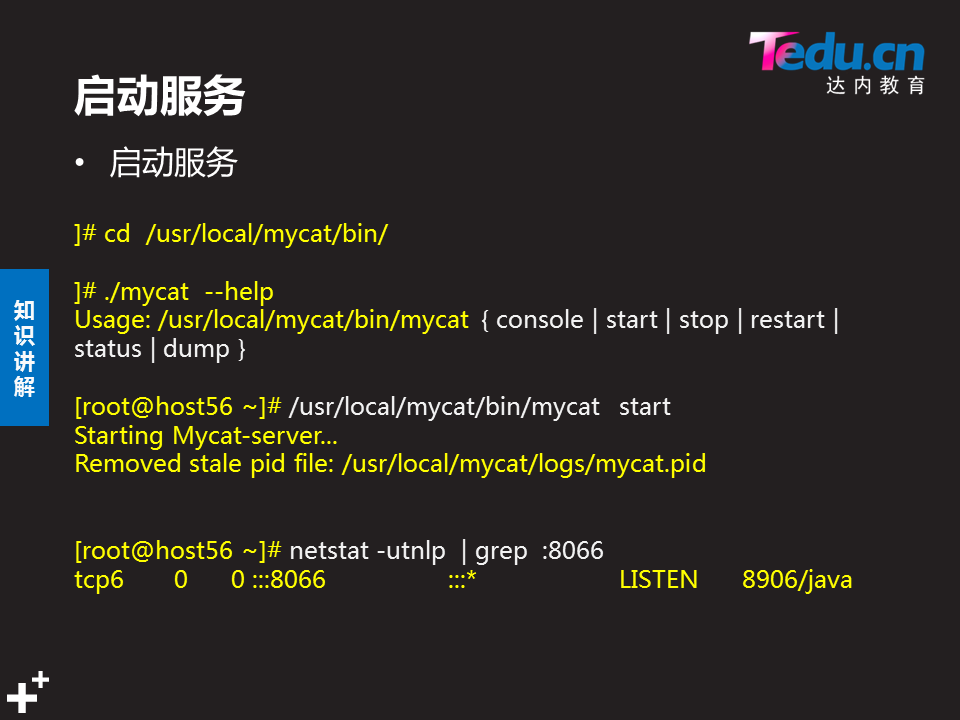 Tedu.cn
达内教育
启动服务
• 启动服务
]# cd /usr/local/mycat/bin/
]# ./mycat --help
Usage: /usr/local/mycat/bin/mycat { console | start | stop | restart |
status | dump }
知识讲解
[root@host56 ~]# /usr/local/mycat/bin/mycat start
Starting Mycat-server...
Removed stale pid file: /usr/local/mycat/logs/mycat.pid
[root@host56 ~]# netstat -utnlp | grep :8066
tcp6 0 0 :::8066 :::* LISTEN 8906/java